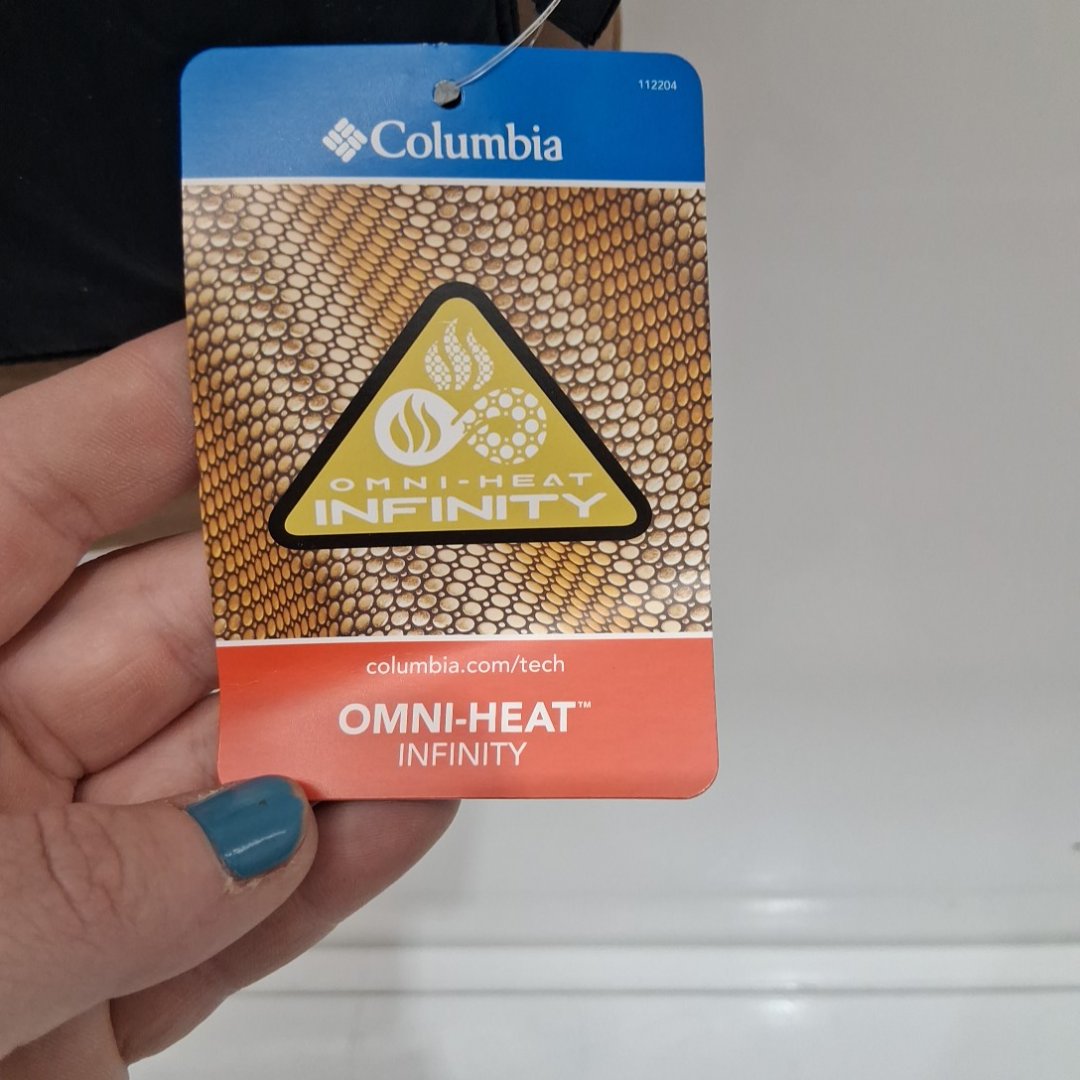 112204
Columbia
OMNI-HEAT
INFINITY
columbia.com/tech
OMNI-HEAT™
INFINITY